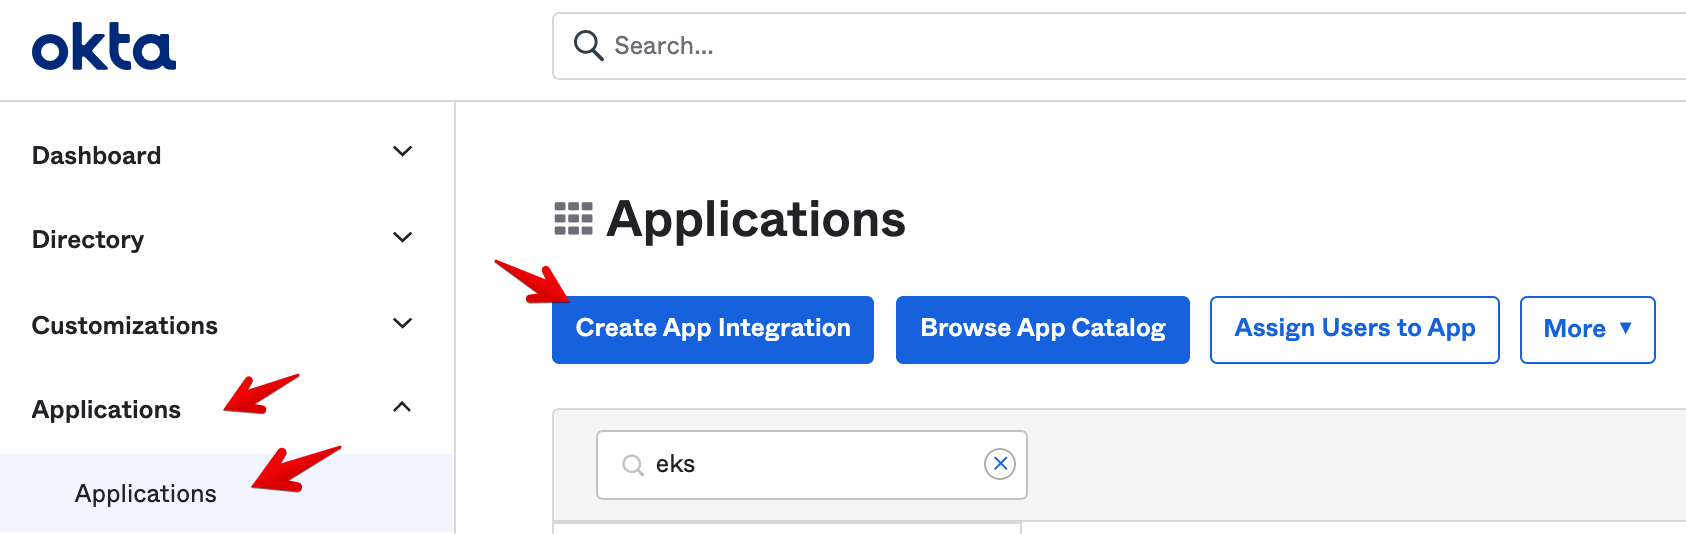 okta
Search...
Dashboard
Directory
Customizations
Applications
Applications
Applications
Create App Integration
Browse App Catalog
Assign Users to App
More
eks